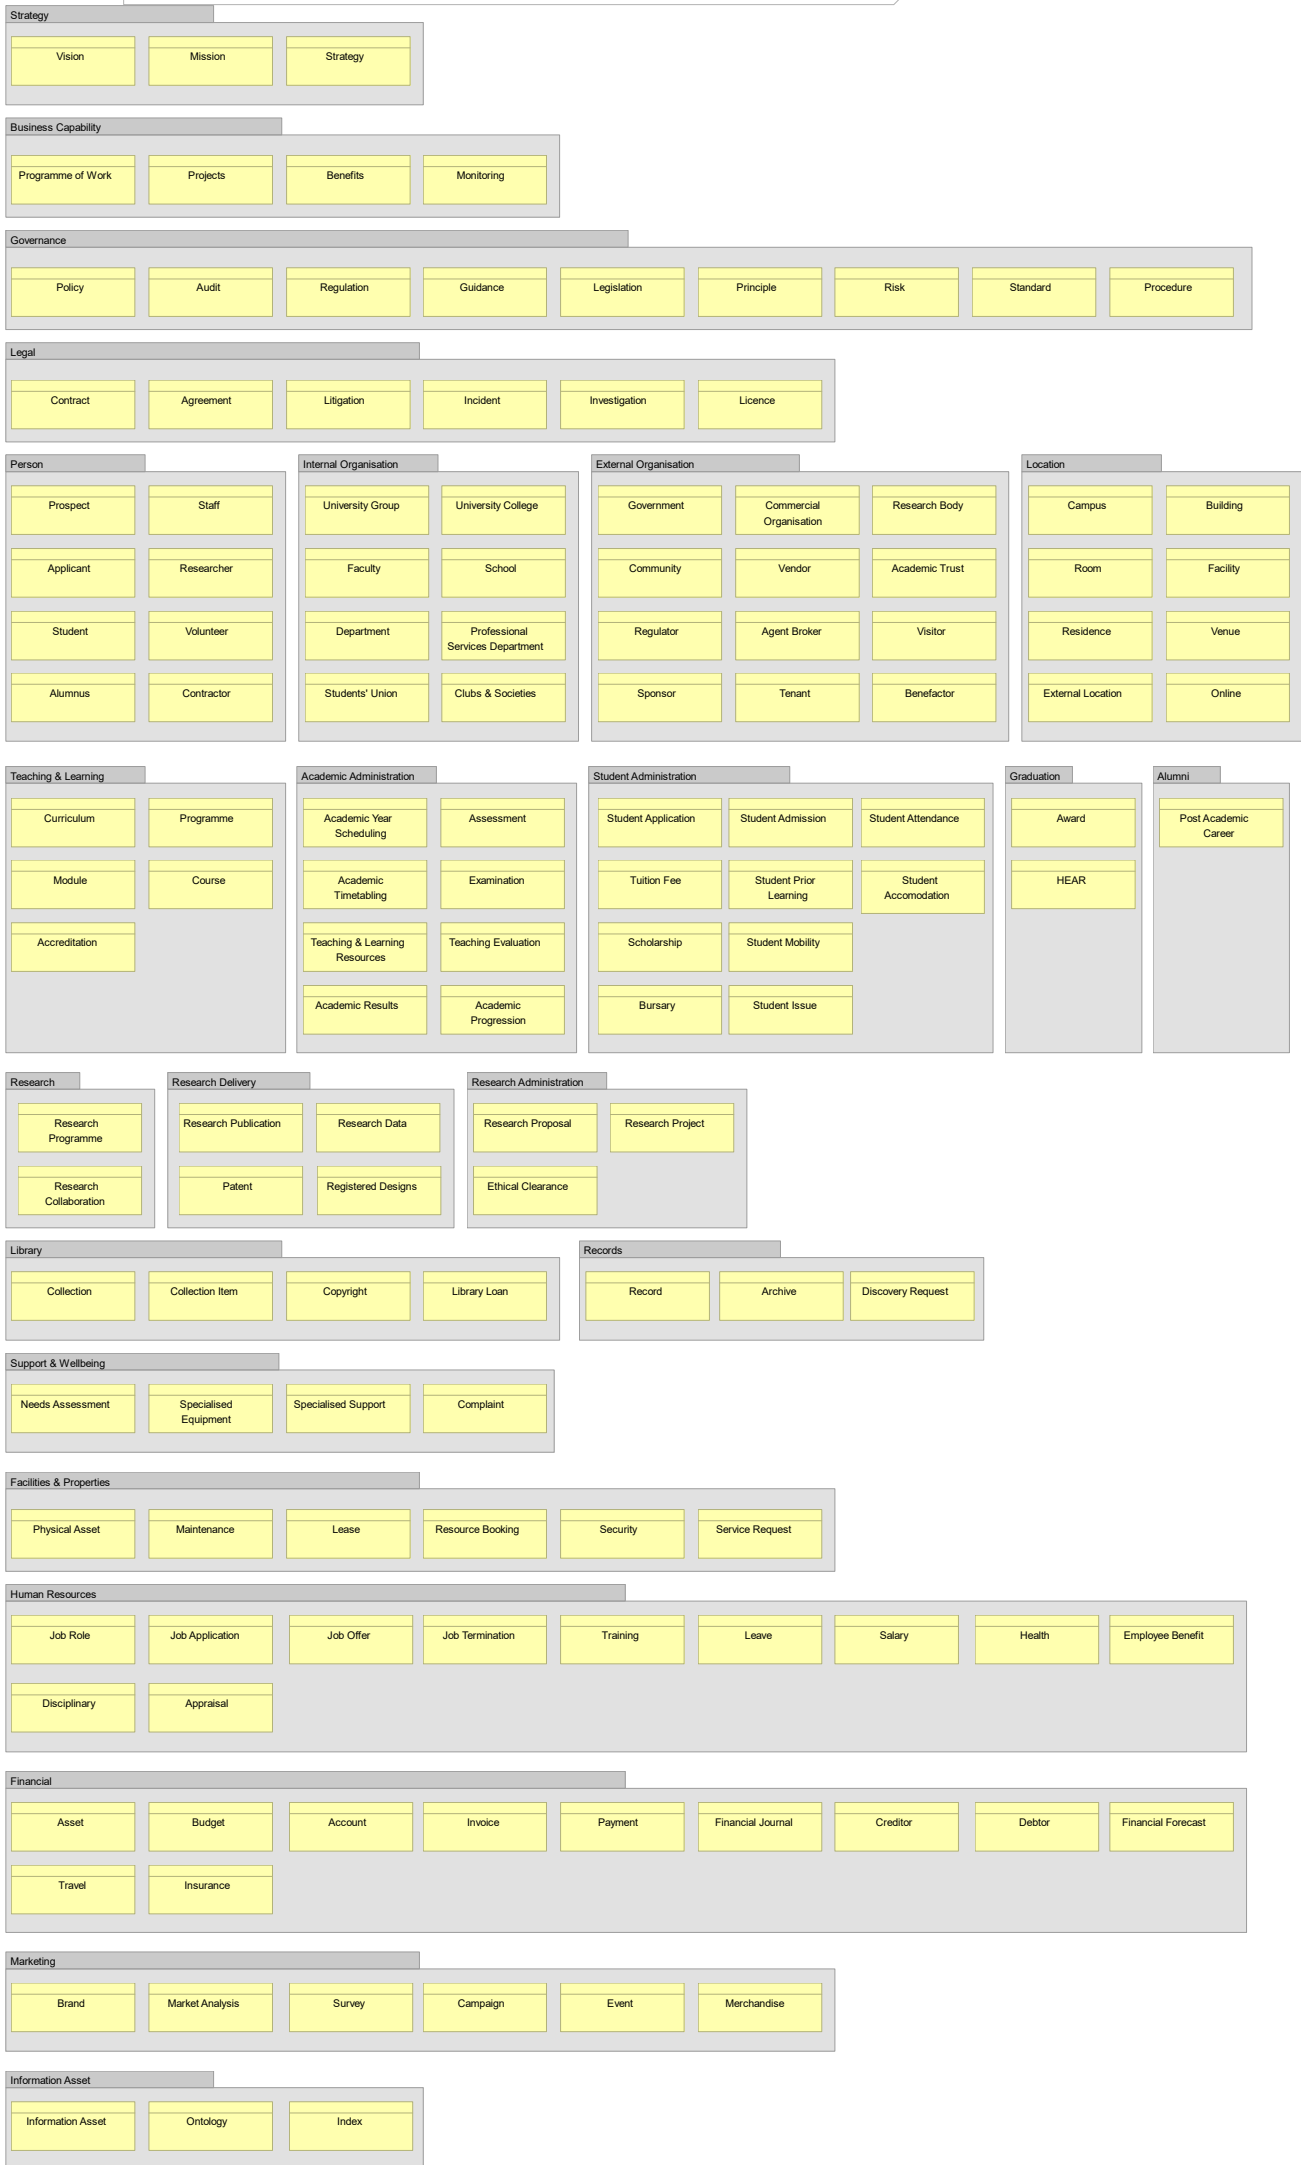 Strategy
Vision
Mission
Strategy
Business Capability
Programme of Work
Projects
Benefits
Monitoring
Governance
Policy
Audit
Regulation
Guidance
Legislation
Principle
Risk
Standard
Procedure
Legal
Contract
Agreement
Litigation
Incident
Investigation
Licence
Person
Prospect
Staff
Applicant
Researcher
Student
Volunteer
Alumnus
Contractor
Internal Organisation
University Group
University College
Faculty
School
Department
Professional
Services Department
Students' Union
Clubs & Societies
External Organisation
Government
Commercial
Organisation
Research Body
Community
Vendor
Academic Trust
Regulator
Agent Broker
Visitor
Sponsor
Tenant
Benefactor
Location
Campus
Building
Room
Facility
Residence
Venue
External Location
Online
Teaching & Learning
Curriculum
Programme
Module
Course
Accreditation
Academic Administration
Academic Year
Scheduling
Assessment
Academic
Timetabling
Examination
Teaching & Learning
Resources
Teaching Evaluation
Academic Results
Academic
Progression
Student Administration
Student Application
Student Admission
Student Attendance
Tuition Fee
Student Prior
Learning
Student
Accomodation
Scholarship
Student Mobility
Bursary
Student Issue
Graduation
Award
HEAR
Alumni
Post Academic
Career
Research
Research
Programme
Research
Collaboration
Research Delivery
Research Publication
Research Data
Patent
Registered Designs
Research Administration
Research Proposal
Research Project
Ethical Clearance
Library
Collection
Collection Item
Copyright
Library Loan
Records
Record
Archive
Discovery Request
Support & Wellbeing
Needs Assessment
Specialised
Equipment
Specialised Support
Complaint
Facilities & Properties
Physical Asset
Maintenance
Lease
Resource Booking
Security
Service Request
Human Resources
Job Role
Job Application
Job Offer
Job Termination
Training
Leave
Salary
Health
Employee Benefit
Disciplinary
Appraisal
Financial
Asset
Budget
Account
Invoice
Payment
Financial Journal
Creditor
Debtor
Financial Forecast
Travel
Insurance
Marketing
Brand
Market Analysis
Survey
Campaign
Event
Merchandise
Information Asset
Information Asset
Ontology
Index